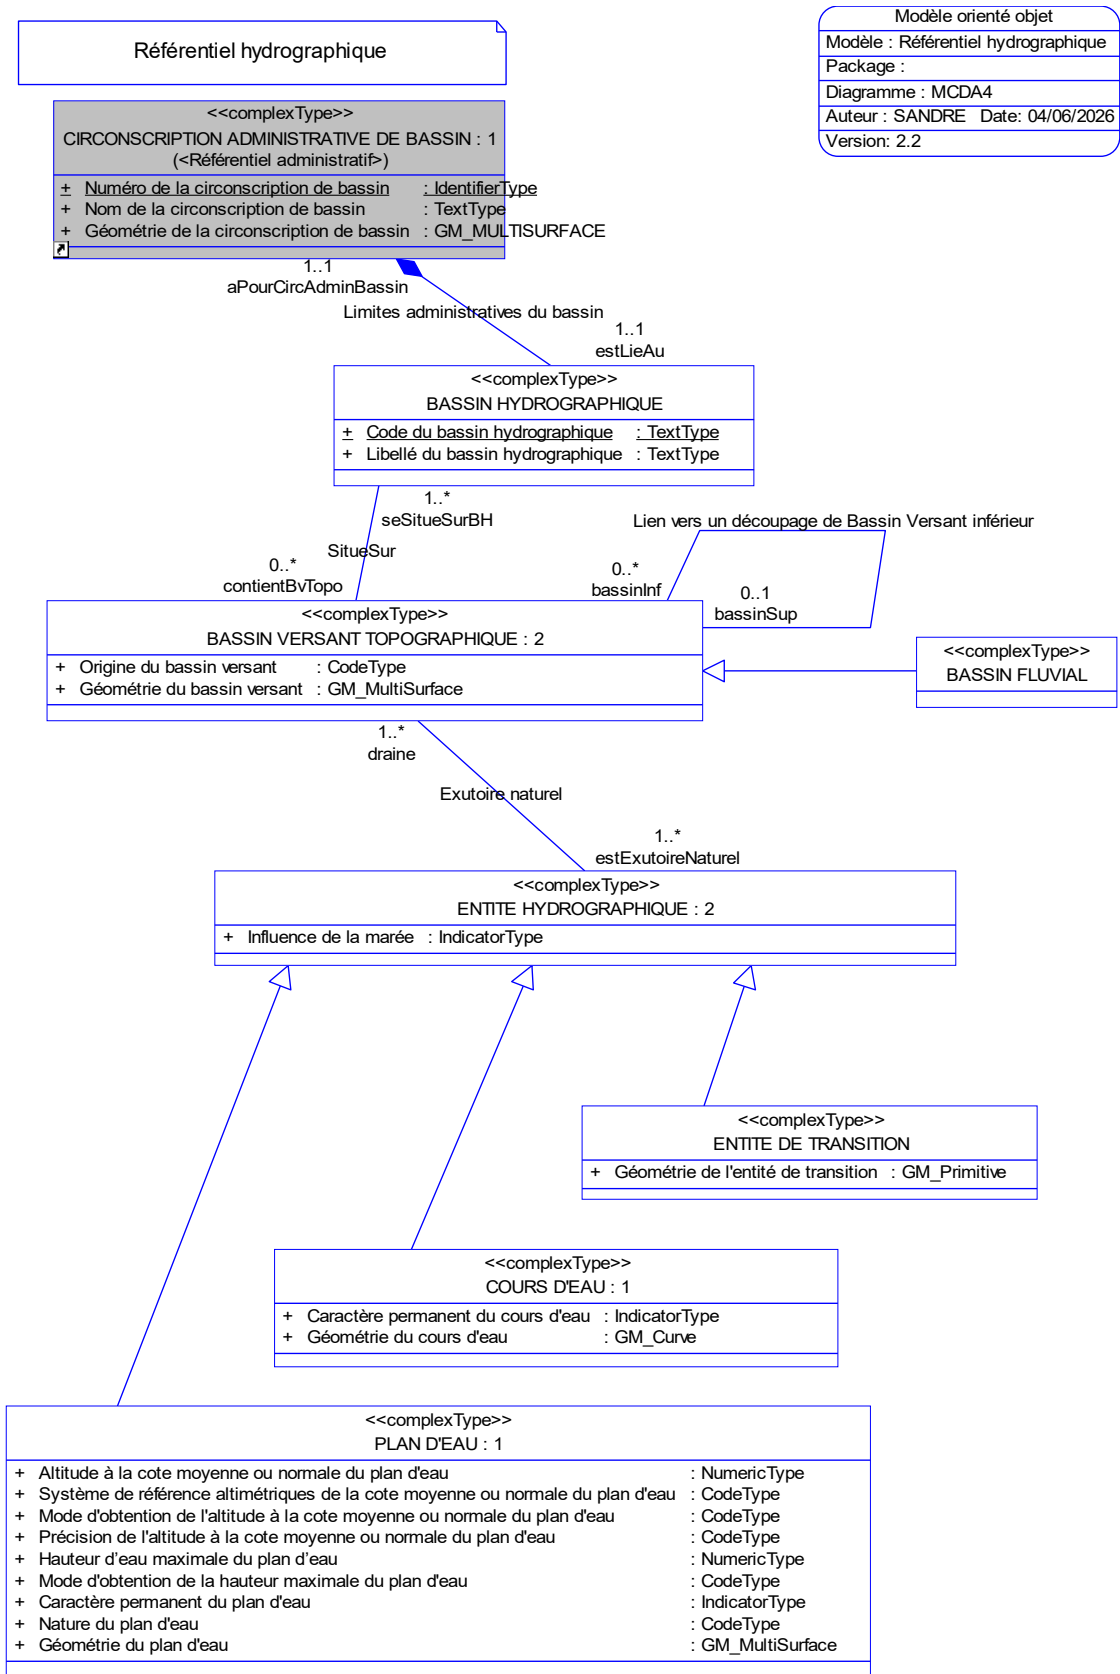 Référentiel hydrographique
Modèle orienté objet
Modèle : Référentiel hydrographique
Package :
Diagramme : MCDA4
Auteur : SANDRE Date: 04/06/2026
Version: 2.2
<<complexType>>
CIRCONSCRIPTION ADMINISTRATIVE DE BASSIN : 1
(<Référentiel administratif>)
+ Numéro de la circonscription de bassin : IdentifierType
+ Nom de la circonscription de bassin : TextType
+ Géométrie de la circonscription de bassin : GM_MULTISURFACE
1..1
aPourCircAdminBassin
Limites administratives du bassin
1..1
estLieAu
<<complexType>>
BASSIN HYDROGRAPHIQUE
+ Code du bassin hydrographique : TextType
+ Libellé du bassin hydrographique : TextType
1..*
seSitueSurBH
SitueSur
0..*
contientBvTopo
Lien vers un découpage de Bassin Versant inférieur
0..*
bassinInf
0..1
bassinSup
<<complexType>>
BASSIN VERSANT TOPOGRAPHIQUE : 2
+ Origine du bassin versant : CodeType
+ Géométrie du bassin versant : GM_MultiSurface
<<complexType>>
BASSIN FLUVIAL
1..*
draine
Exutoire naturel
1..*
estExutoireNaturel
<<complexType>>
ENTITE HYDROGRAPHIQUE : 2
+ Influence de la marée : IndicatorType
<<complexType>>
ENTITE DE TRANSITION
+ Géométrie de l'entité de transition : GM_Primitive
<<complexType>>
COURS D'EAU : 1
+ Caractère permanent du cours d'eau : IndicatorType
+ Géométrie du cours d'eau : GM_Curve
<<complexType>>
PLAN D'EAU : 1
+ Altitude à la cote moyenne ou normale du plan d'eau : NumericType
+ Système de référence altimétriques de la cote moyenne ou normale du plan d'eau : CodeType
+ Mode d'obtention de l'altitude à la cote moyenne ou normale du plan d'eau : CodeType
+ Précision de l'altitude à la cote moyenne ou normale du plan d'eau : CodeType
+ Hauteur d’eau maximale du plan d’eau : NumericType
+ Mode d'obtention de la hauteur maximale du plan d'eau : CodeType
+ Caractère permanent du plan d'eau : IndicatorType
+ Nature du plan d'eau : CodeType
+ Géométrie du plan d'eau : GM_MultiSurface